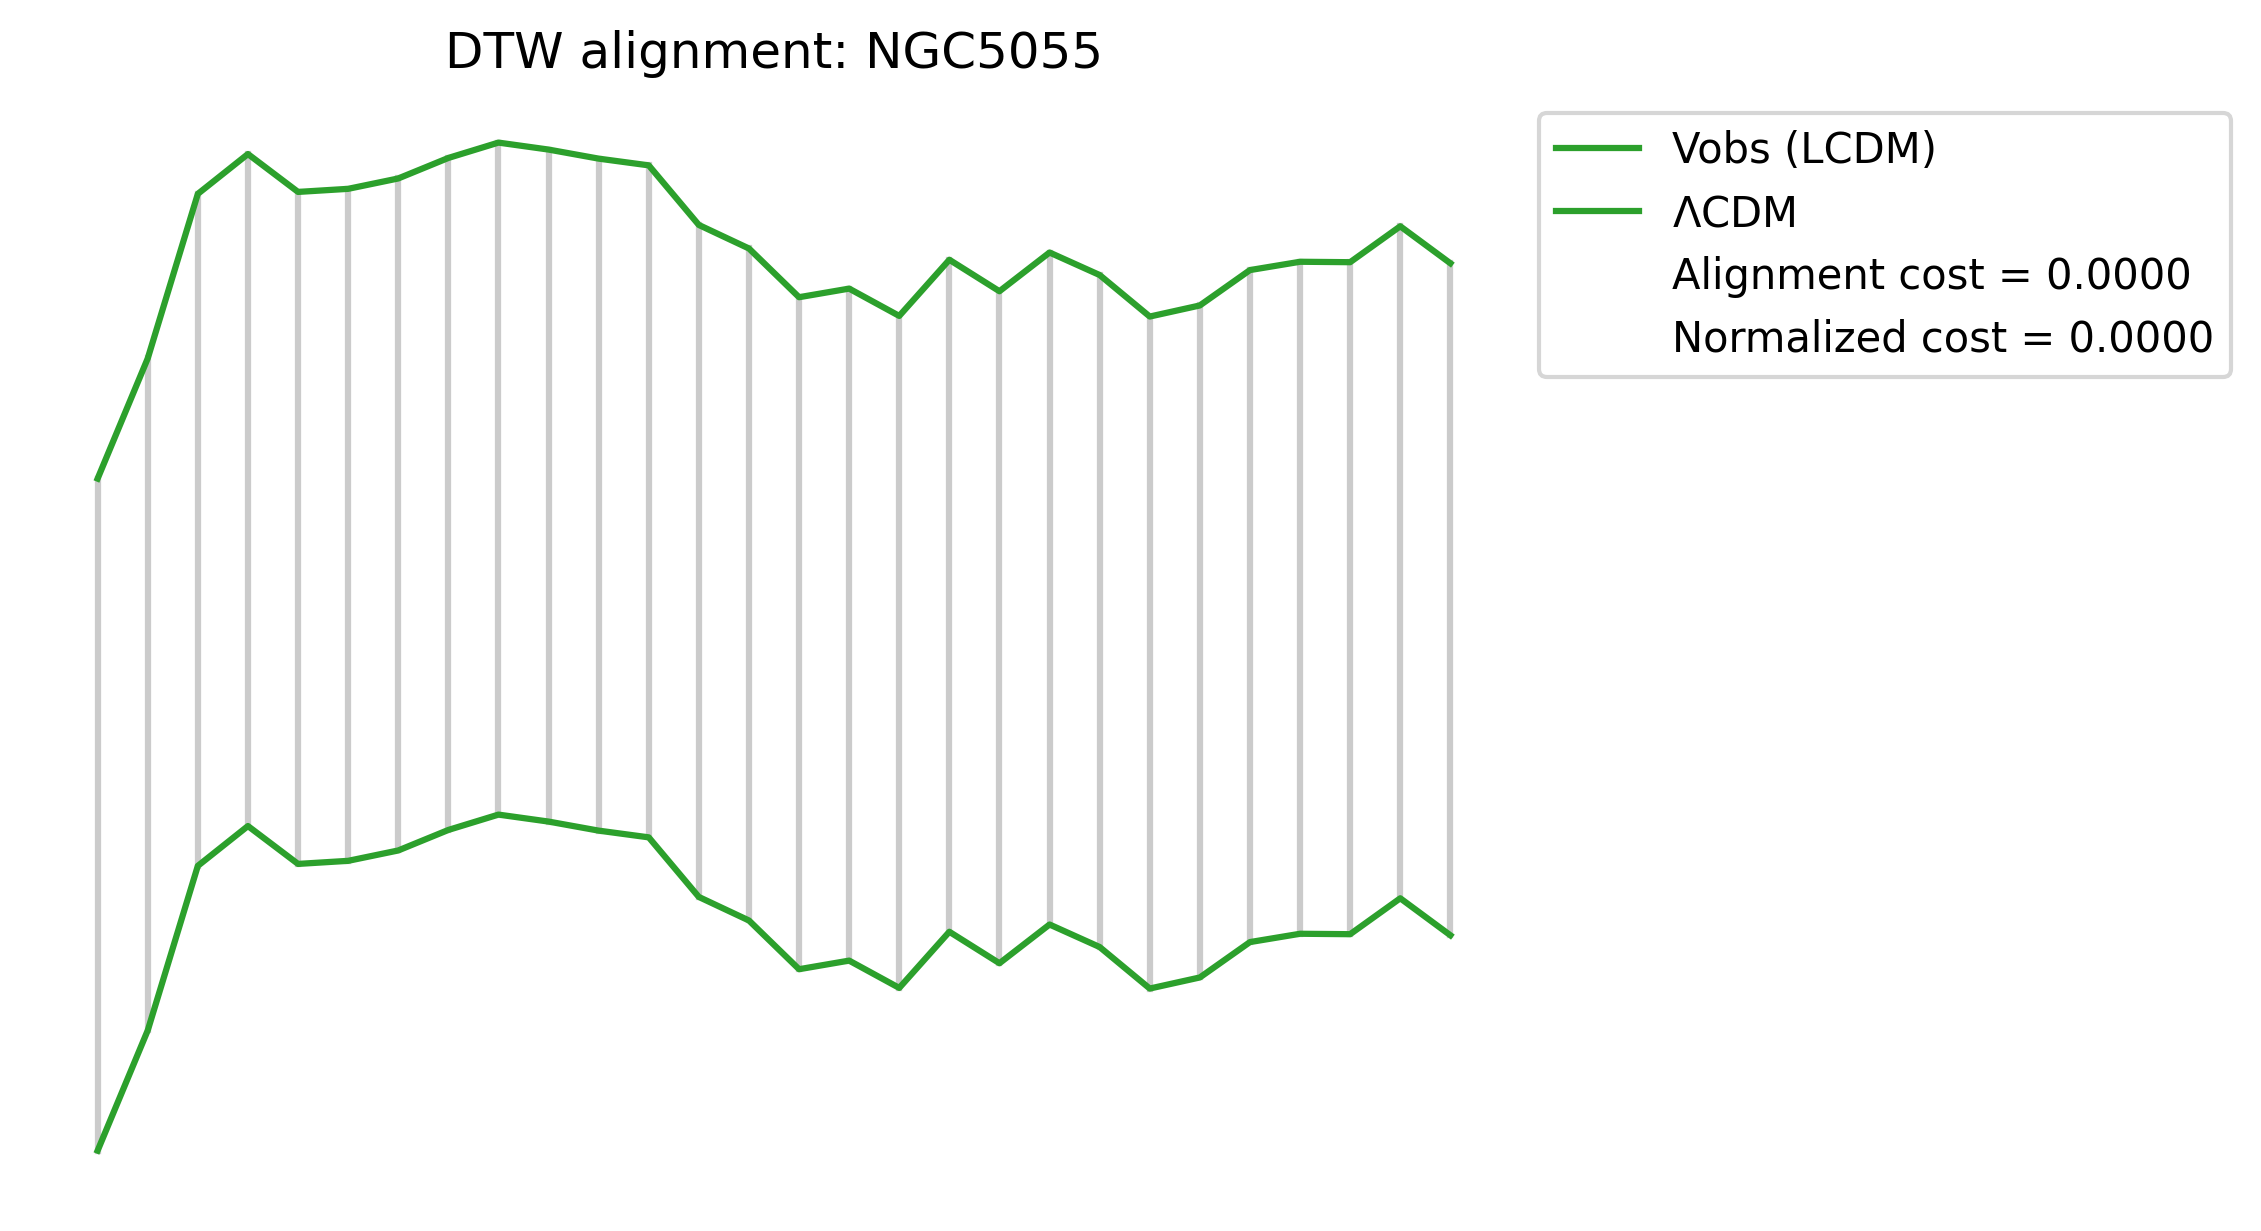 DTW alignment: NGC5055
Vobs (LCDM)
ΛCDM
Alignment cost = 0.0000
Normalized cost = 0.0000